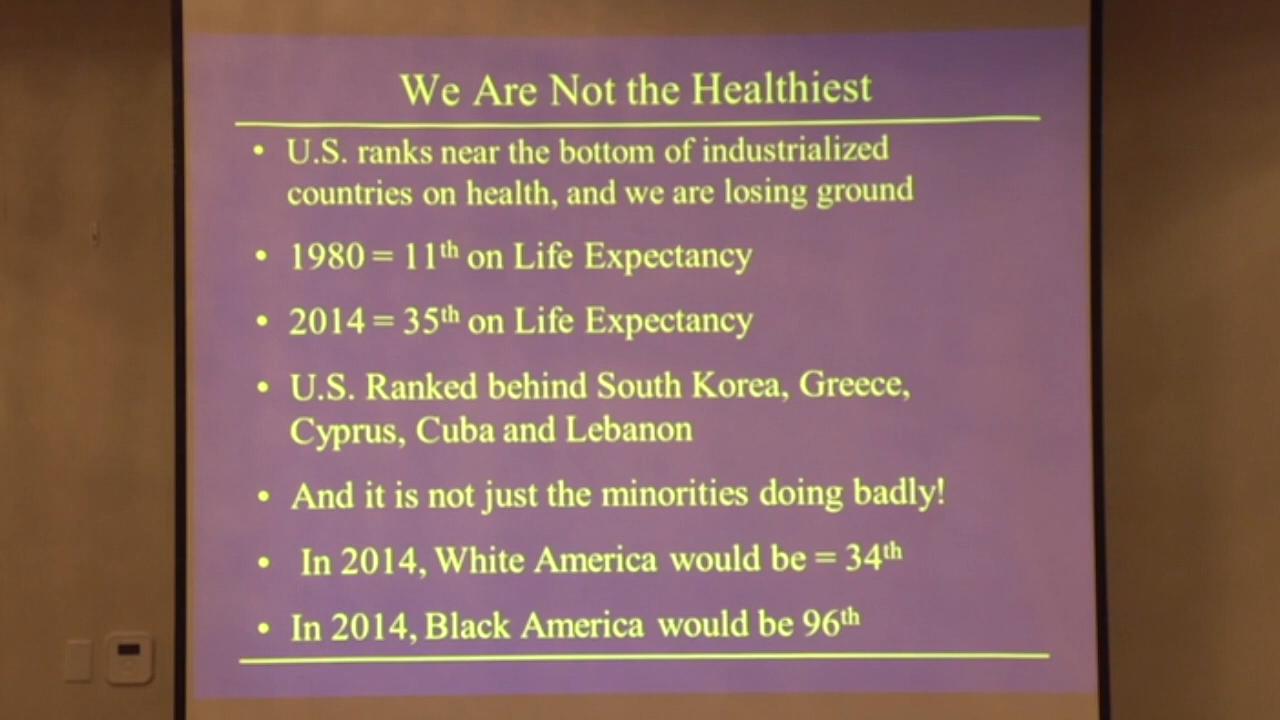 We Are Not the Healthiest
• U.S. ranks near the bottom of industrialized
countries on health, and we are losing ground
• 1980 = 11th on Life Expectancy
• 2014 = 35th on Life Expectancy
• U.S. Ranked behind South Korea, Greece,
Cyprus, Cuba and Lebanon
• And it is not just the minorities doing badly!
• In 2014, White America would be = 34th
• In 2014, Black America would be 96th